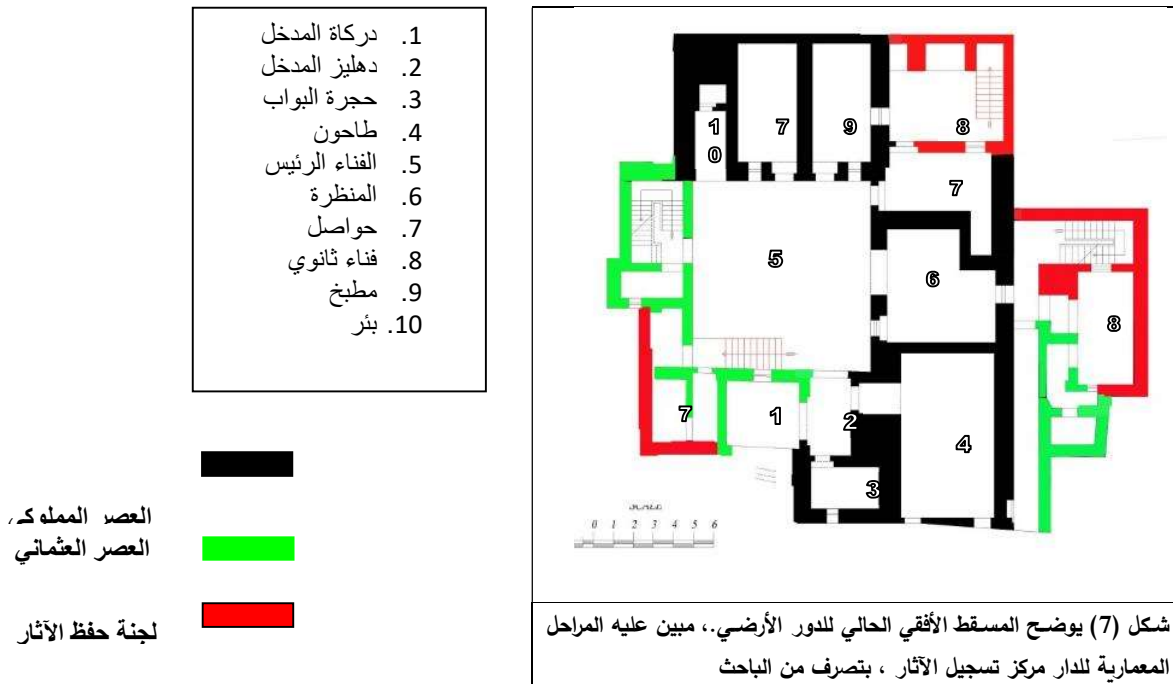 1. دركاة المدخل
2. دهليز المدخل
3. حجرة البواب
4. طاحون
5. الفناء الرئيس
6. المنظرة
7. حواصل
8. فناء ثانوي
9. مطبخ
10. بئر
العصر المملوكي،
العصر العثماني
لجنة حفظ الآثار
10
7
9
8
7
5
6
8
7
1
2
4
3
SCALE
0 1 2 3 4 5 6
شكل (7) يوضح المسقط الأفقي الحالي للدور الأرضي.، مبين عليه المراحل
المعمارية للدار مركز تسجيل الآثار ، بتصرف من الباحث